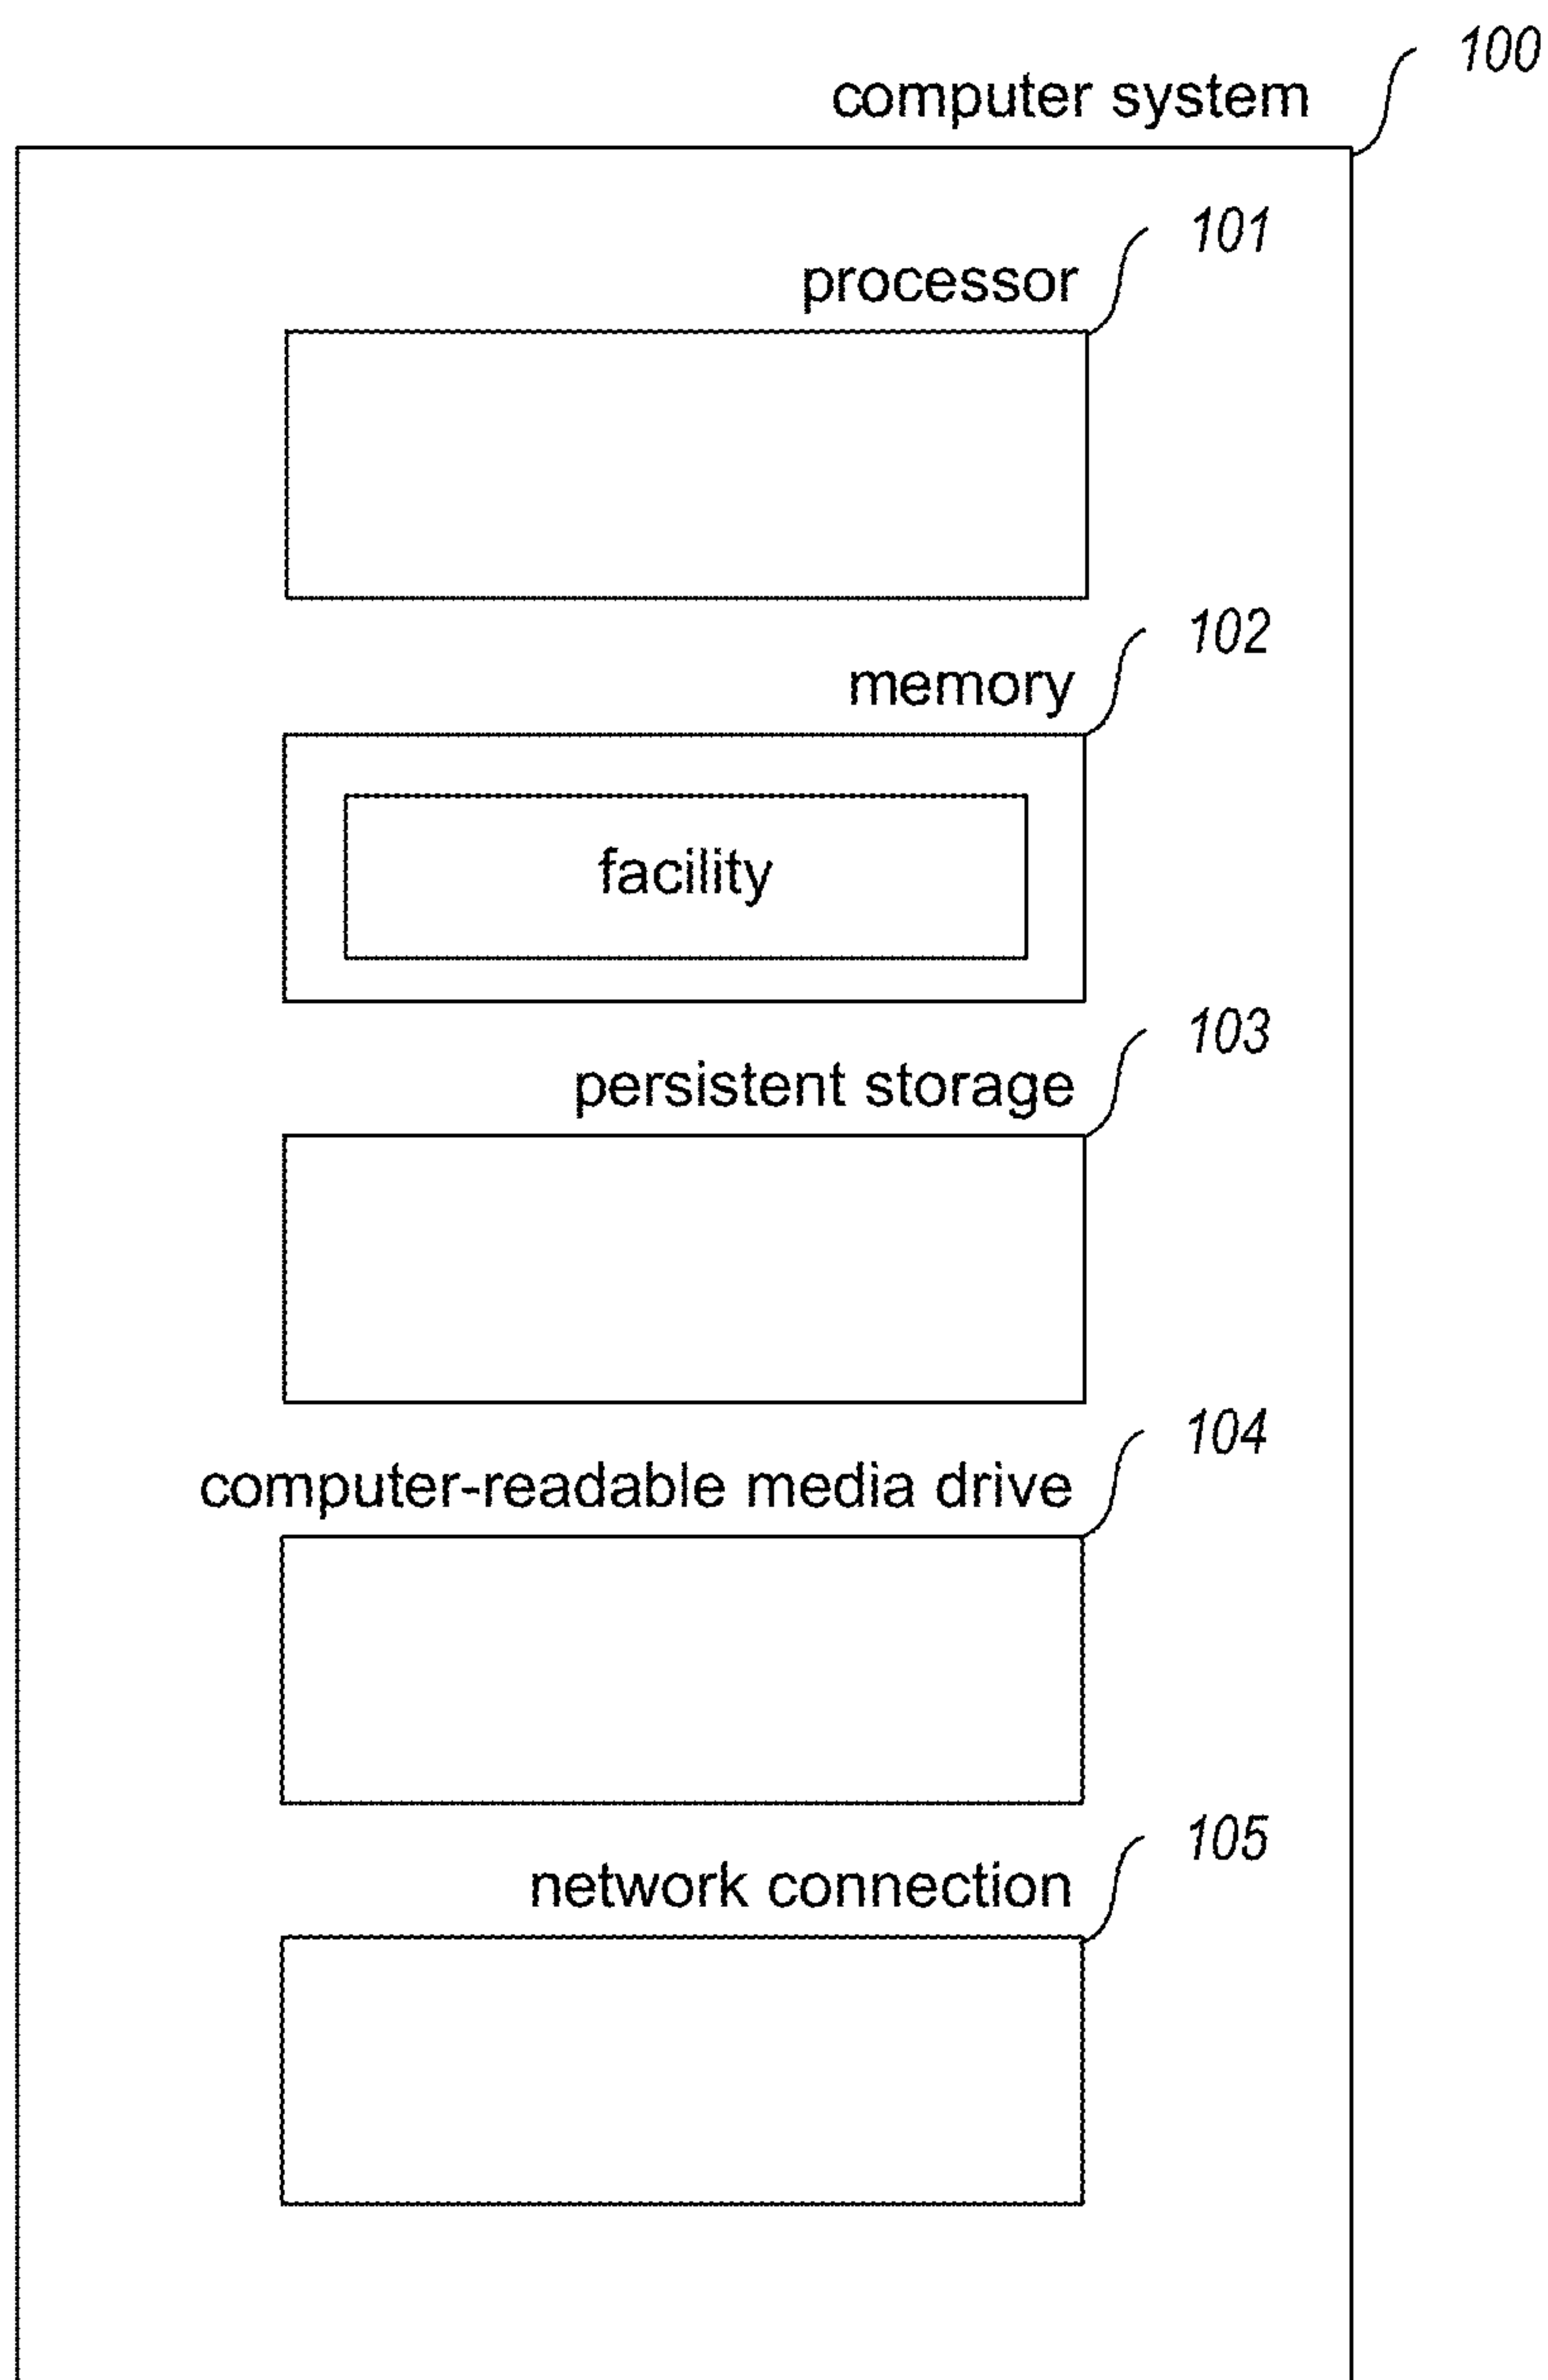 100
computer system
101
processor
102
memory
facility
103
persistent storage
104
computer-readable media drive
105
network connection